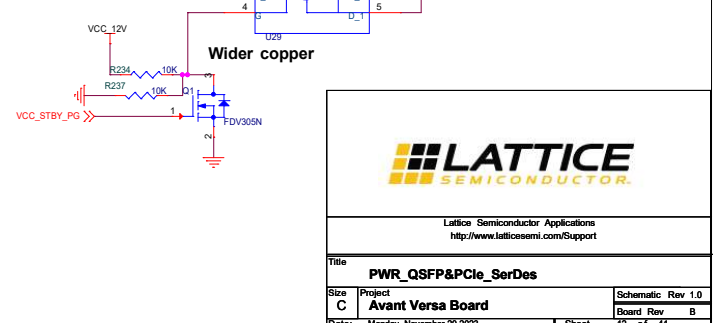 4
G
D_1
5
U29
VCC_12V
Wider copper
R234
10K
3
R237
10K
Q1
VCC_STBY_PG
1
FDV305N
2
LATTICE
SEMICONDUCTOR.
Lattice Semiconductor Applications
http://www.latticesemi.com/Support
Title
PWR_QSFP&PCIe_SerDes
Size
Project
Schematic Rev 1.0
C
Avant Versa Board
Board Rev B